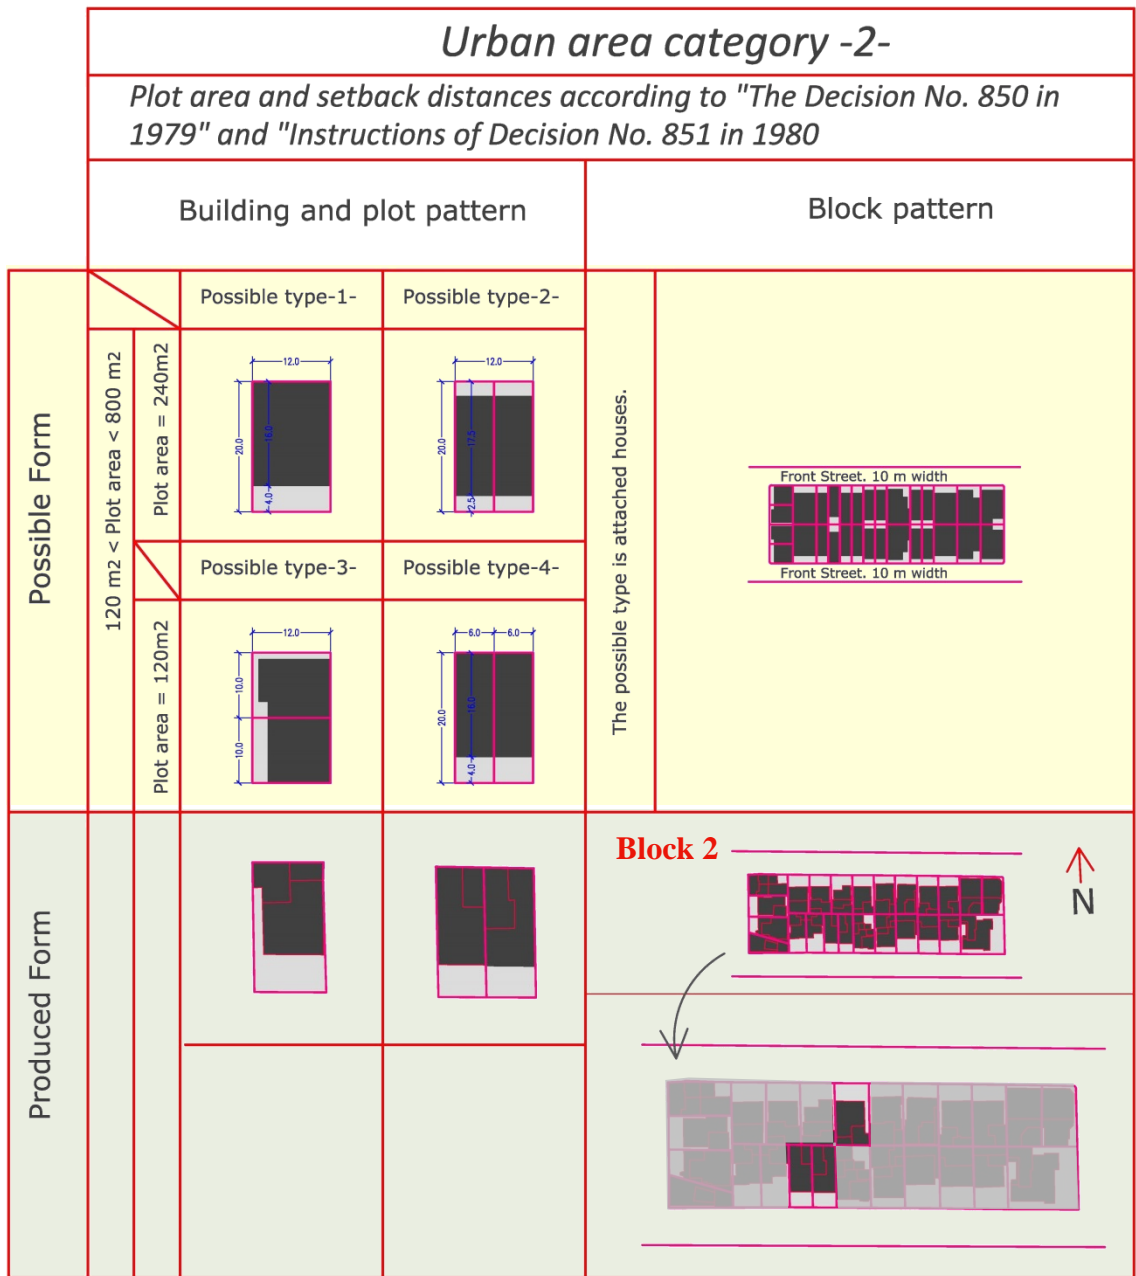 Urban area category -2-
Plot area and setback distances according to "The Decision No. 850 in
1979" and "Instructions of Decision No. 851 in 1980
Building and plot pattern
Block pattern
Possible Form
120 m2 < Plot area < 800 m2
Plot area = 240m2
Possible type-1-
Possible type-2-
12.0
20.0
16.0
4.0
12.0
20.0
17.5
2.5
Plot area = 120m2
Possible type-3-
Possible type-4-
12.0
10.0
10.0
6.0
6.0
20.0
16.0
4.0
The possible type is attached houses.
Front Street. 10 m width
Front Street. 10 m width
Produced Form
Block 2
N